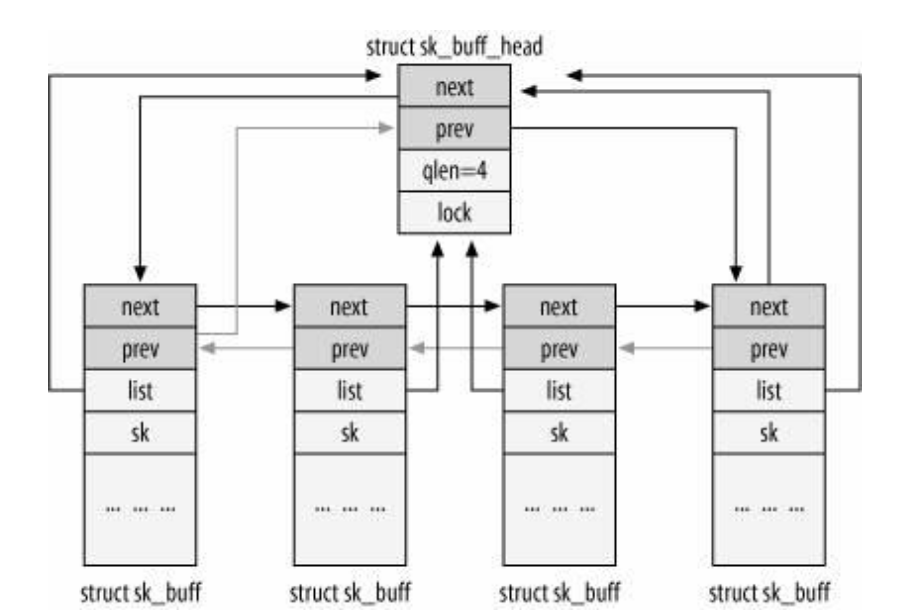 struct sk_buff_head
next
prev
qlen=4
lock
next next next next
prev prev prev prev
list list list list
sk sk sk sk
... ... ... ... ... ... ... ... ... ... ... ...
struct sk_buff struct sk_buff struct sk_buff struct sk_buff